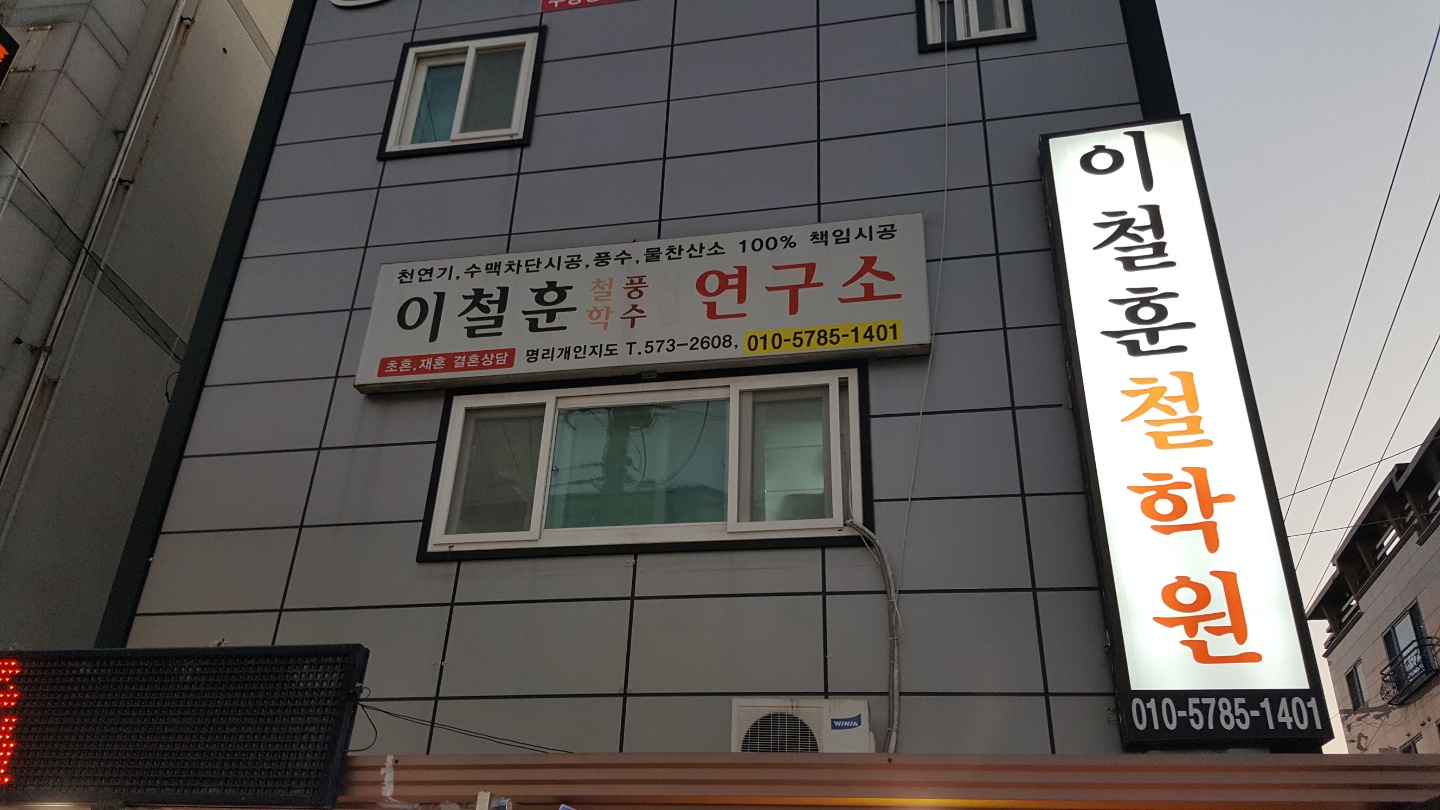 천연기,수맥차단시공,풍수,물찬산소 100% 책임시공
이철훈 철학 풍수 연구소
초혼,재혼 결혼상담 명리개인지도 T.573-2608, 010-5785-1401
이철훈철학원
010-5785-1401
WINIA